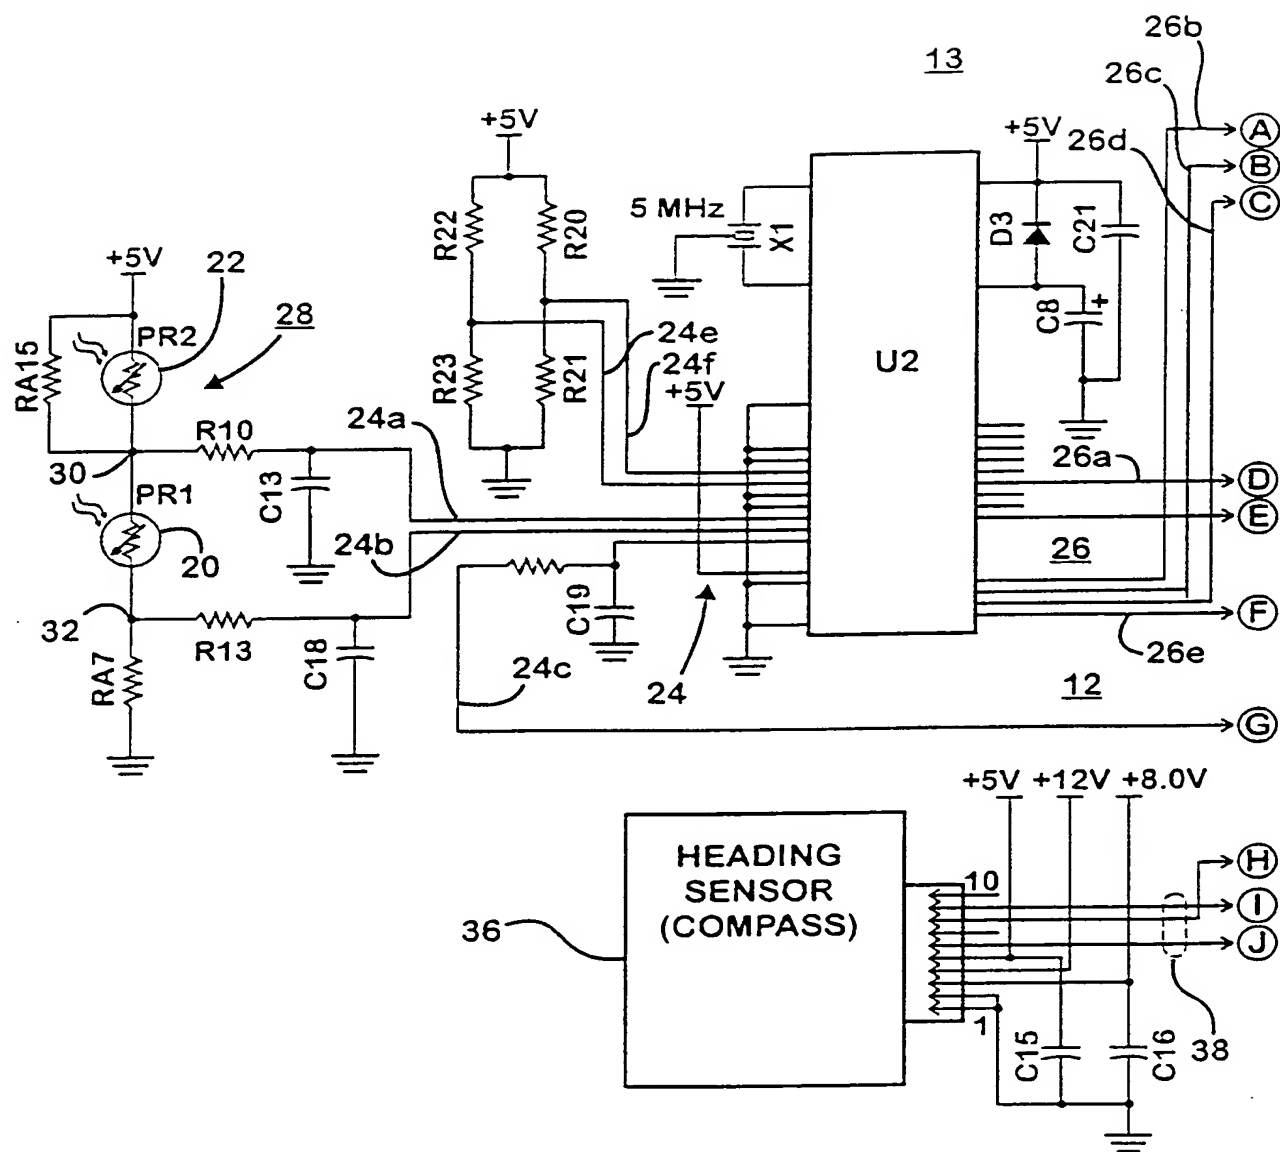 26b
13
26c
A
+5V
+5V
26d
B
C
R22
R20
5 MHz
X1
D3
C21
+5V
22
28
PR2
RA15
24e
C8
+
24f
U2
R23
R21
+5V
24a
R10
30
26a
C13
PR1
D
E
20
24b
26
C19
32
R13
F
C18
26e
RA7
24c
24
12
G
+5V
+12V
+8.0V
HEADING
SENSOR
(COMPASS)
10
H
I
36
J
1
C15
C16
38